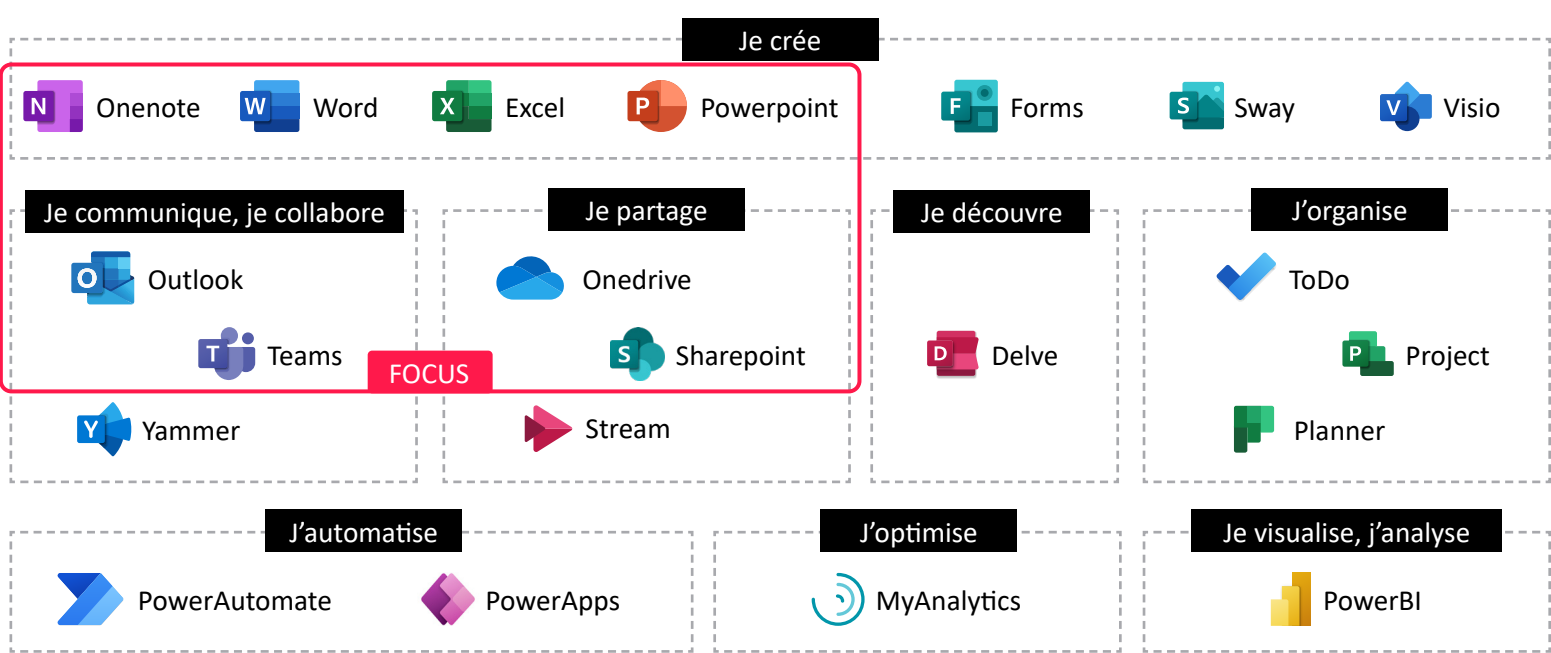 Je crée
N Onenote
W Word
X Excel
P Powerpoint
F Forms
S Sway
V Visio
Je communique, je collabore
O Outlook
T Teams
Y Yammer
Je partage
Onedrive
S Sharepoint
Stream
FOCUS
Je découvre
D Delve
J’organise
ToDo
P Project
Planner
J’automatise
PowerAutomate
PowerApps
J’optimise
MyAnalytics
Je visualise, j’analyse
PowerBI